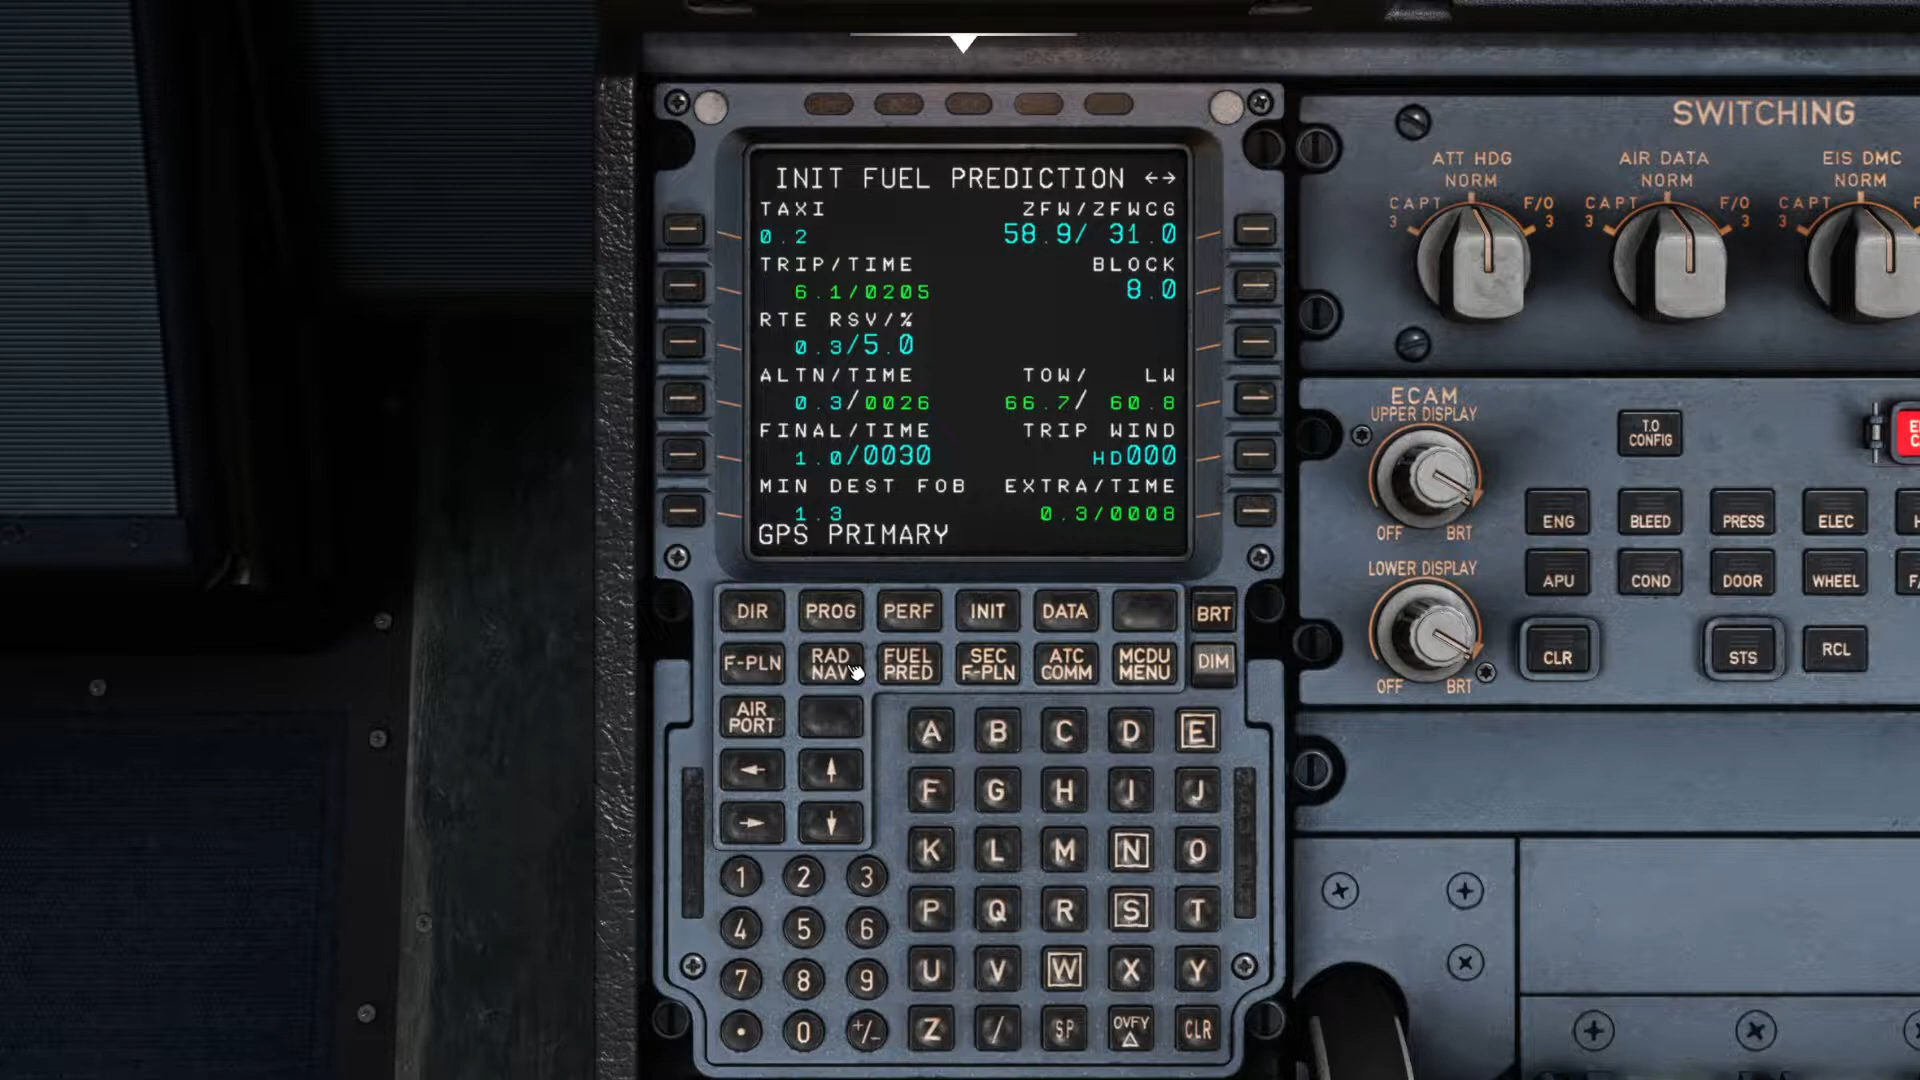 INIT FUEL PREDICTION ←→
TAXI ZFW/ZFWCG
0.2 58.9/ 31.0
TRIP/TIME BLOCK
6.1/0205 8.0
RTE RSV/%
0.3/5.0
ALTN/TIME TOW/ LW
0.3/0026 66.7/ 60.8
FINAL/TIME TRIP WIND
1.0/0030 HD000
MIN DEST FOB EXTRA/TIME
1.3 0.3/0008
GPS PRIMARY
DIR PROG PERF INIT DATA BRT
F-PLN RAD NAV FUEL PRED SEC F-PLN ATC COMM MCDU MENU DIM
AIR PORT
← ↑
→ ↓
A B C D E
F G H I J
K L M N O
1 2 3
P Q R S T
4 5 6
U V W X Y
7 8 9
Z / SP OVFY △ CLR
. 0 +/-
SWITCHING
ATT HDG AIR DATA EIS DMC
NORM NORM NORM
CAPT 3 F/O 3 CAPT 3 F/O 3 CAPT 3
ECAM
UPPER DISPLAY
OFF BRT
T.O CONFIG
ENG BLEED PRESS ELEC
LOWER DISPLAY
OFF BRT
APU COND DOOR WHEEL
CLR STS RCL